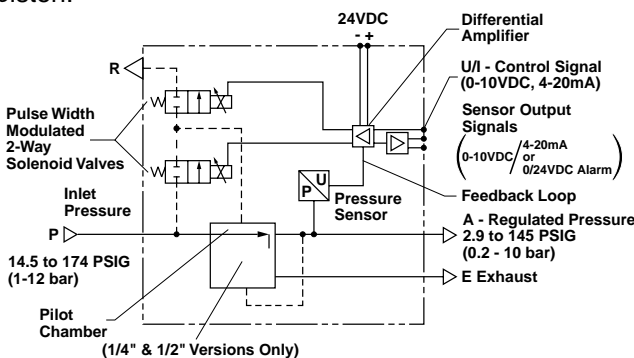 24VDC
- +
Differential
Amplifier
R
U/I - Control Signal
(0-10VDC, 4-20mA)
Pulse Width
Modulated
2-Way
Solenoid Valves
Sensor Output
Signals
(0-10VDC/4-20mA
or
0/24VDC Alarm)
P U
Pressure
Sensor
Feedback Loop
Inlet
Pressure
P
14.5 to 174 PSIG
(1-12 bar)
A - Regulated Pressure
2.9 to 145 PSIG
(0.2 - 10 bar)
E Exhaust
Pilot
Chamber
(1/4" & 1/2" Versions Only)